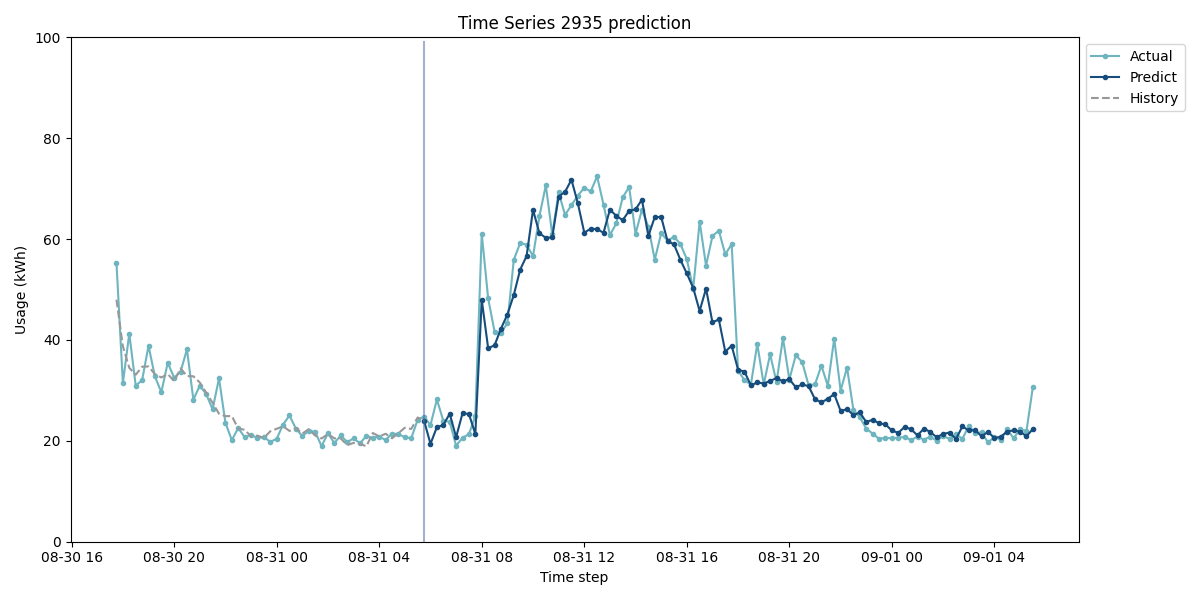 Time Series 2935 prediction
Usage (kWh)
100
80
60
40
20
0
08-30 16
08-30 20
08-31 00
08-31 04
08-31 08
08-31 12
08-31 16
08-31 20
09-01 00
09-01 04
Time step
Actual
Predict
History